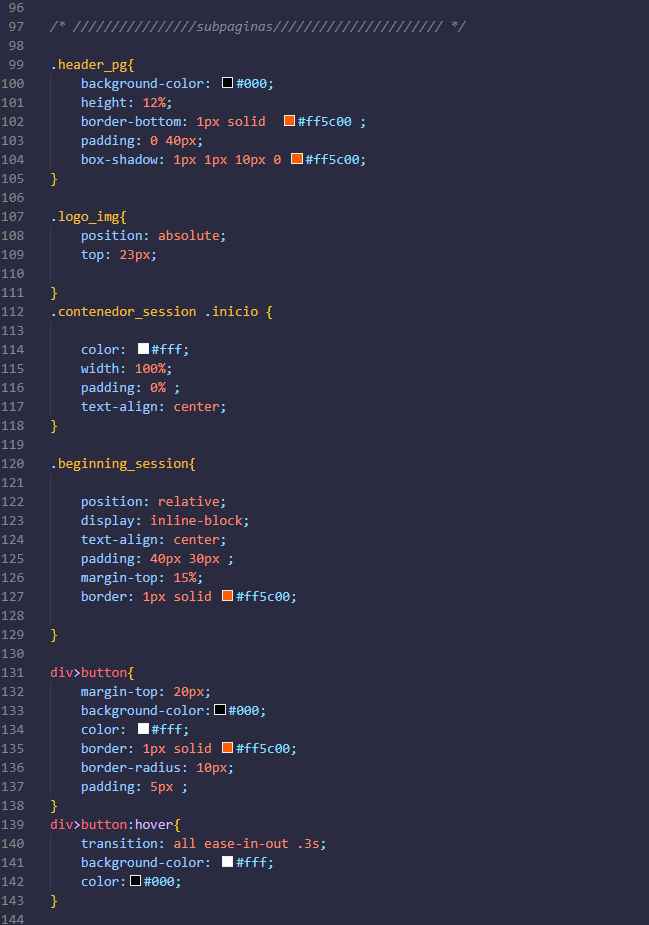 96
97 /* ////////////////subpaginas////////////////////// */
98
99 .header_pg{
100 background-color: #000;
101 height: 12%;
102 border-bottom: 1px solid  #ff5c00 ;
103 padding: 0 40px;
104 box-shadow: 1px 1px 10px 0 #ff5c00;
105 }
106
107 .logo_img{
108 position: absolute;
109 top: 23px;
110
111 }
112 .contenedor_session .inicio {
113
114 color: #fff;
115 width: 100%;
116 padding: 0% ;
117 text-align: center;
118 }
119
120 .beginning_session{
121
122 position: relative;
123 display: inline-block;
124 text-align: center;
125 padding: 40px 30px ;
126 margin-top: 15%;
127 border: 1px solid #ff5c00;
128
129 }
130
131 div>button{
132 margin-top: 20px;
133 background-color:#000;
134 color: #fff;
135 border: 1px solid #ff5c00;
136 border-radius: 10px;
137 padding: 5px ;
138 }
139 div>button:hover{
140 transition: all ease-in-out .3s;
141 background-color: #fff;
142 color:#000;
143 }
144